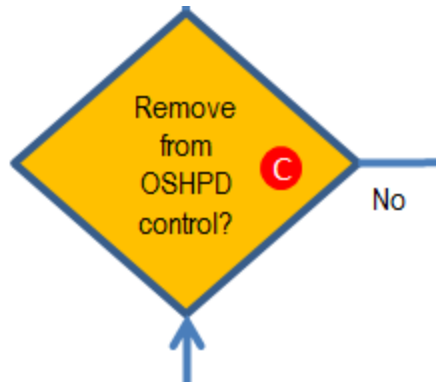 Remove
from
OSHPD
control?
C
No